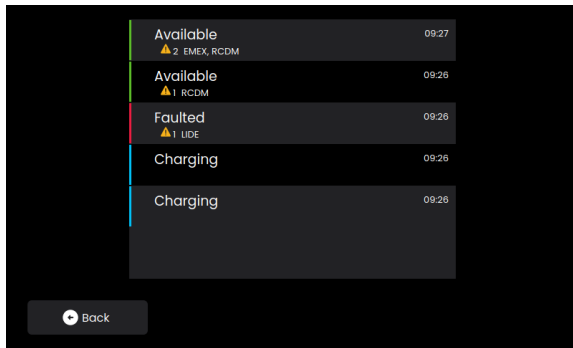 Available 09:27
2 EMEX, RCDM
Available 09:26
1 RCDM
Faulted 09:26
1 LIDE
Charging 09:26
Charging 09:26
Back